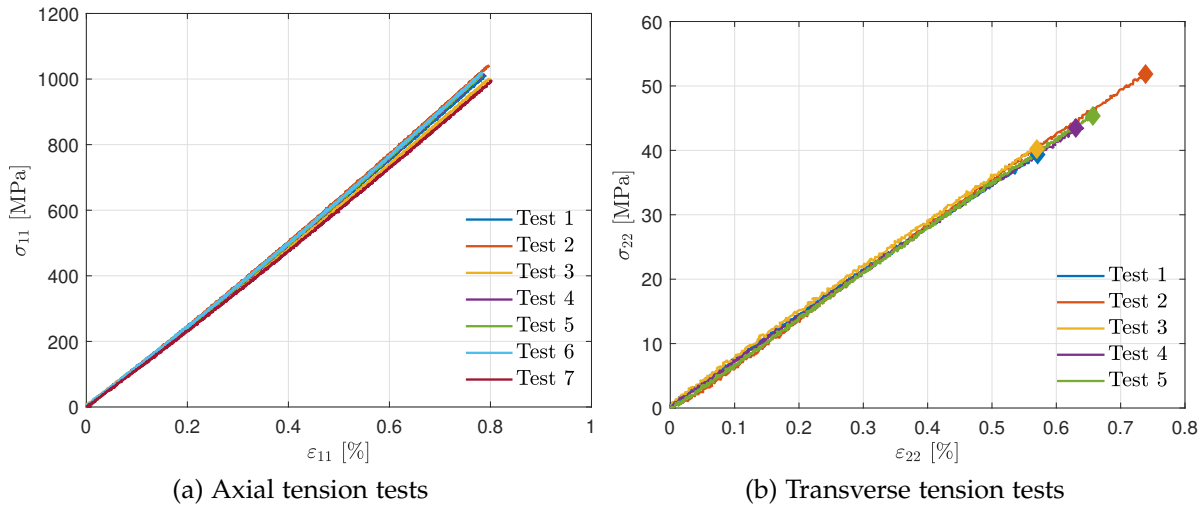 1200
1000
800
600
400
200
0
σ₁₁ [MPa]
0 0.2 0.4 0.6 0.8 1
ε₁₁ [%]
Test 1
Test 2
Test 3
Test 4
Test 5
Test 6
Test 7
(a) Axial tension tests
60
50
40
30
20
10
0
σ₂₂ [MPa]
0 0.1 0.2 0.3 0.4 0.5 0.6 0.7 0.8
ε₂₂ [%]
Test 1
Test 2
Test 3
Test 4
Test 5
(b) Transverse tension tests